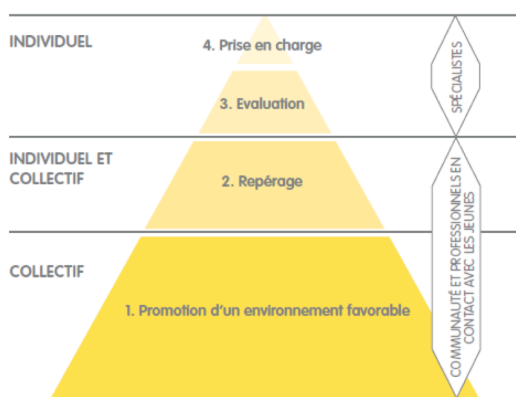 INDIVIDUEL
4. Prise en charge
3. Evaluation
SPÉCIALISTES
INDIVIDUEL ET
COLLECTIF
2. Repérage
COLLECTIF
1. Promotion d'un environnement favorable
COMMUNAUTÉ ET PROFESSIONNELS EN
CONTACT AVEC LES JEUNES